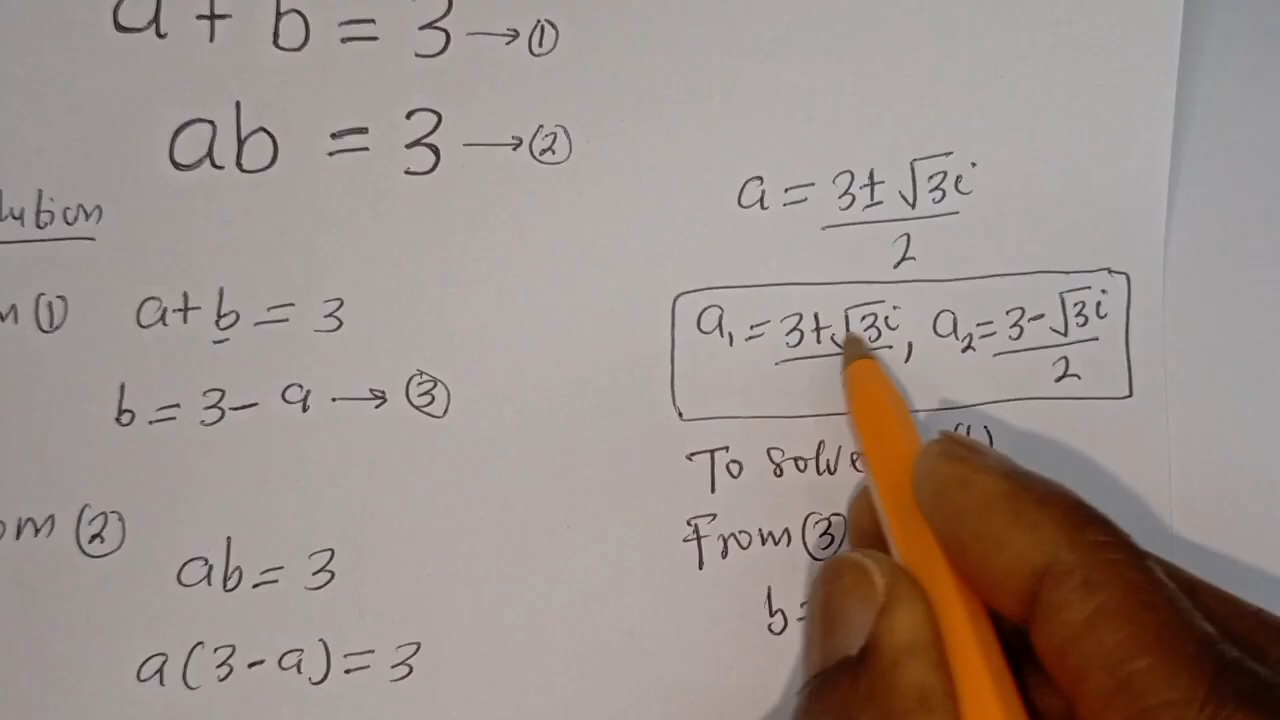 a + b = 3 → ①
ab = 3 → ②
lution
m ① a + b = 3
b = 3 - a → ③
om ② ab = 3
a(3 - a) = 3
a = 3 ± √3i / 2
a₁ = 3 + √3i , a₂ = 3 - √3i / 2
To solve
From ③
b =